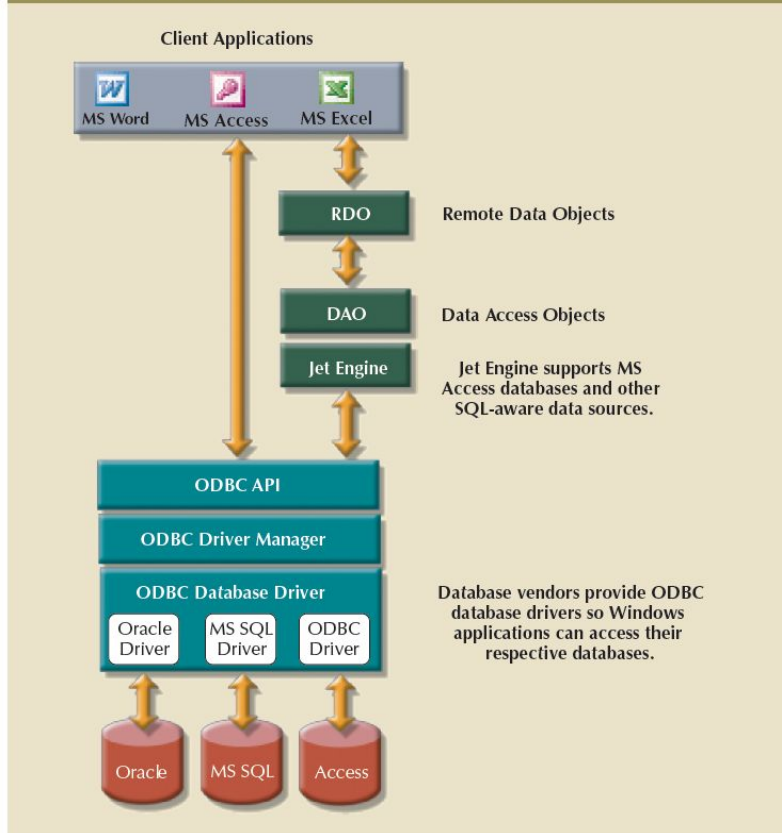 Client Applications
MS Word
MS Access
MS Excel
RDO
Remote Data Objects
DAO
Data Access Objects
Jet Engine
Jet Engine supports MS
Access databases and other
SQL-aware data sources.
ODBC API
ODBC Driver Manager
ODBC Database Driver
Oracle
Driver
MS SQL
Driver
ODBC
Driver
Database vendors provide ODBC
database drivers so Windows
applications can access their
respective databases.
Oracle
MS SQL
Access